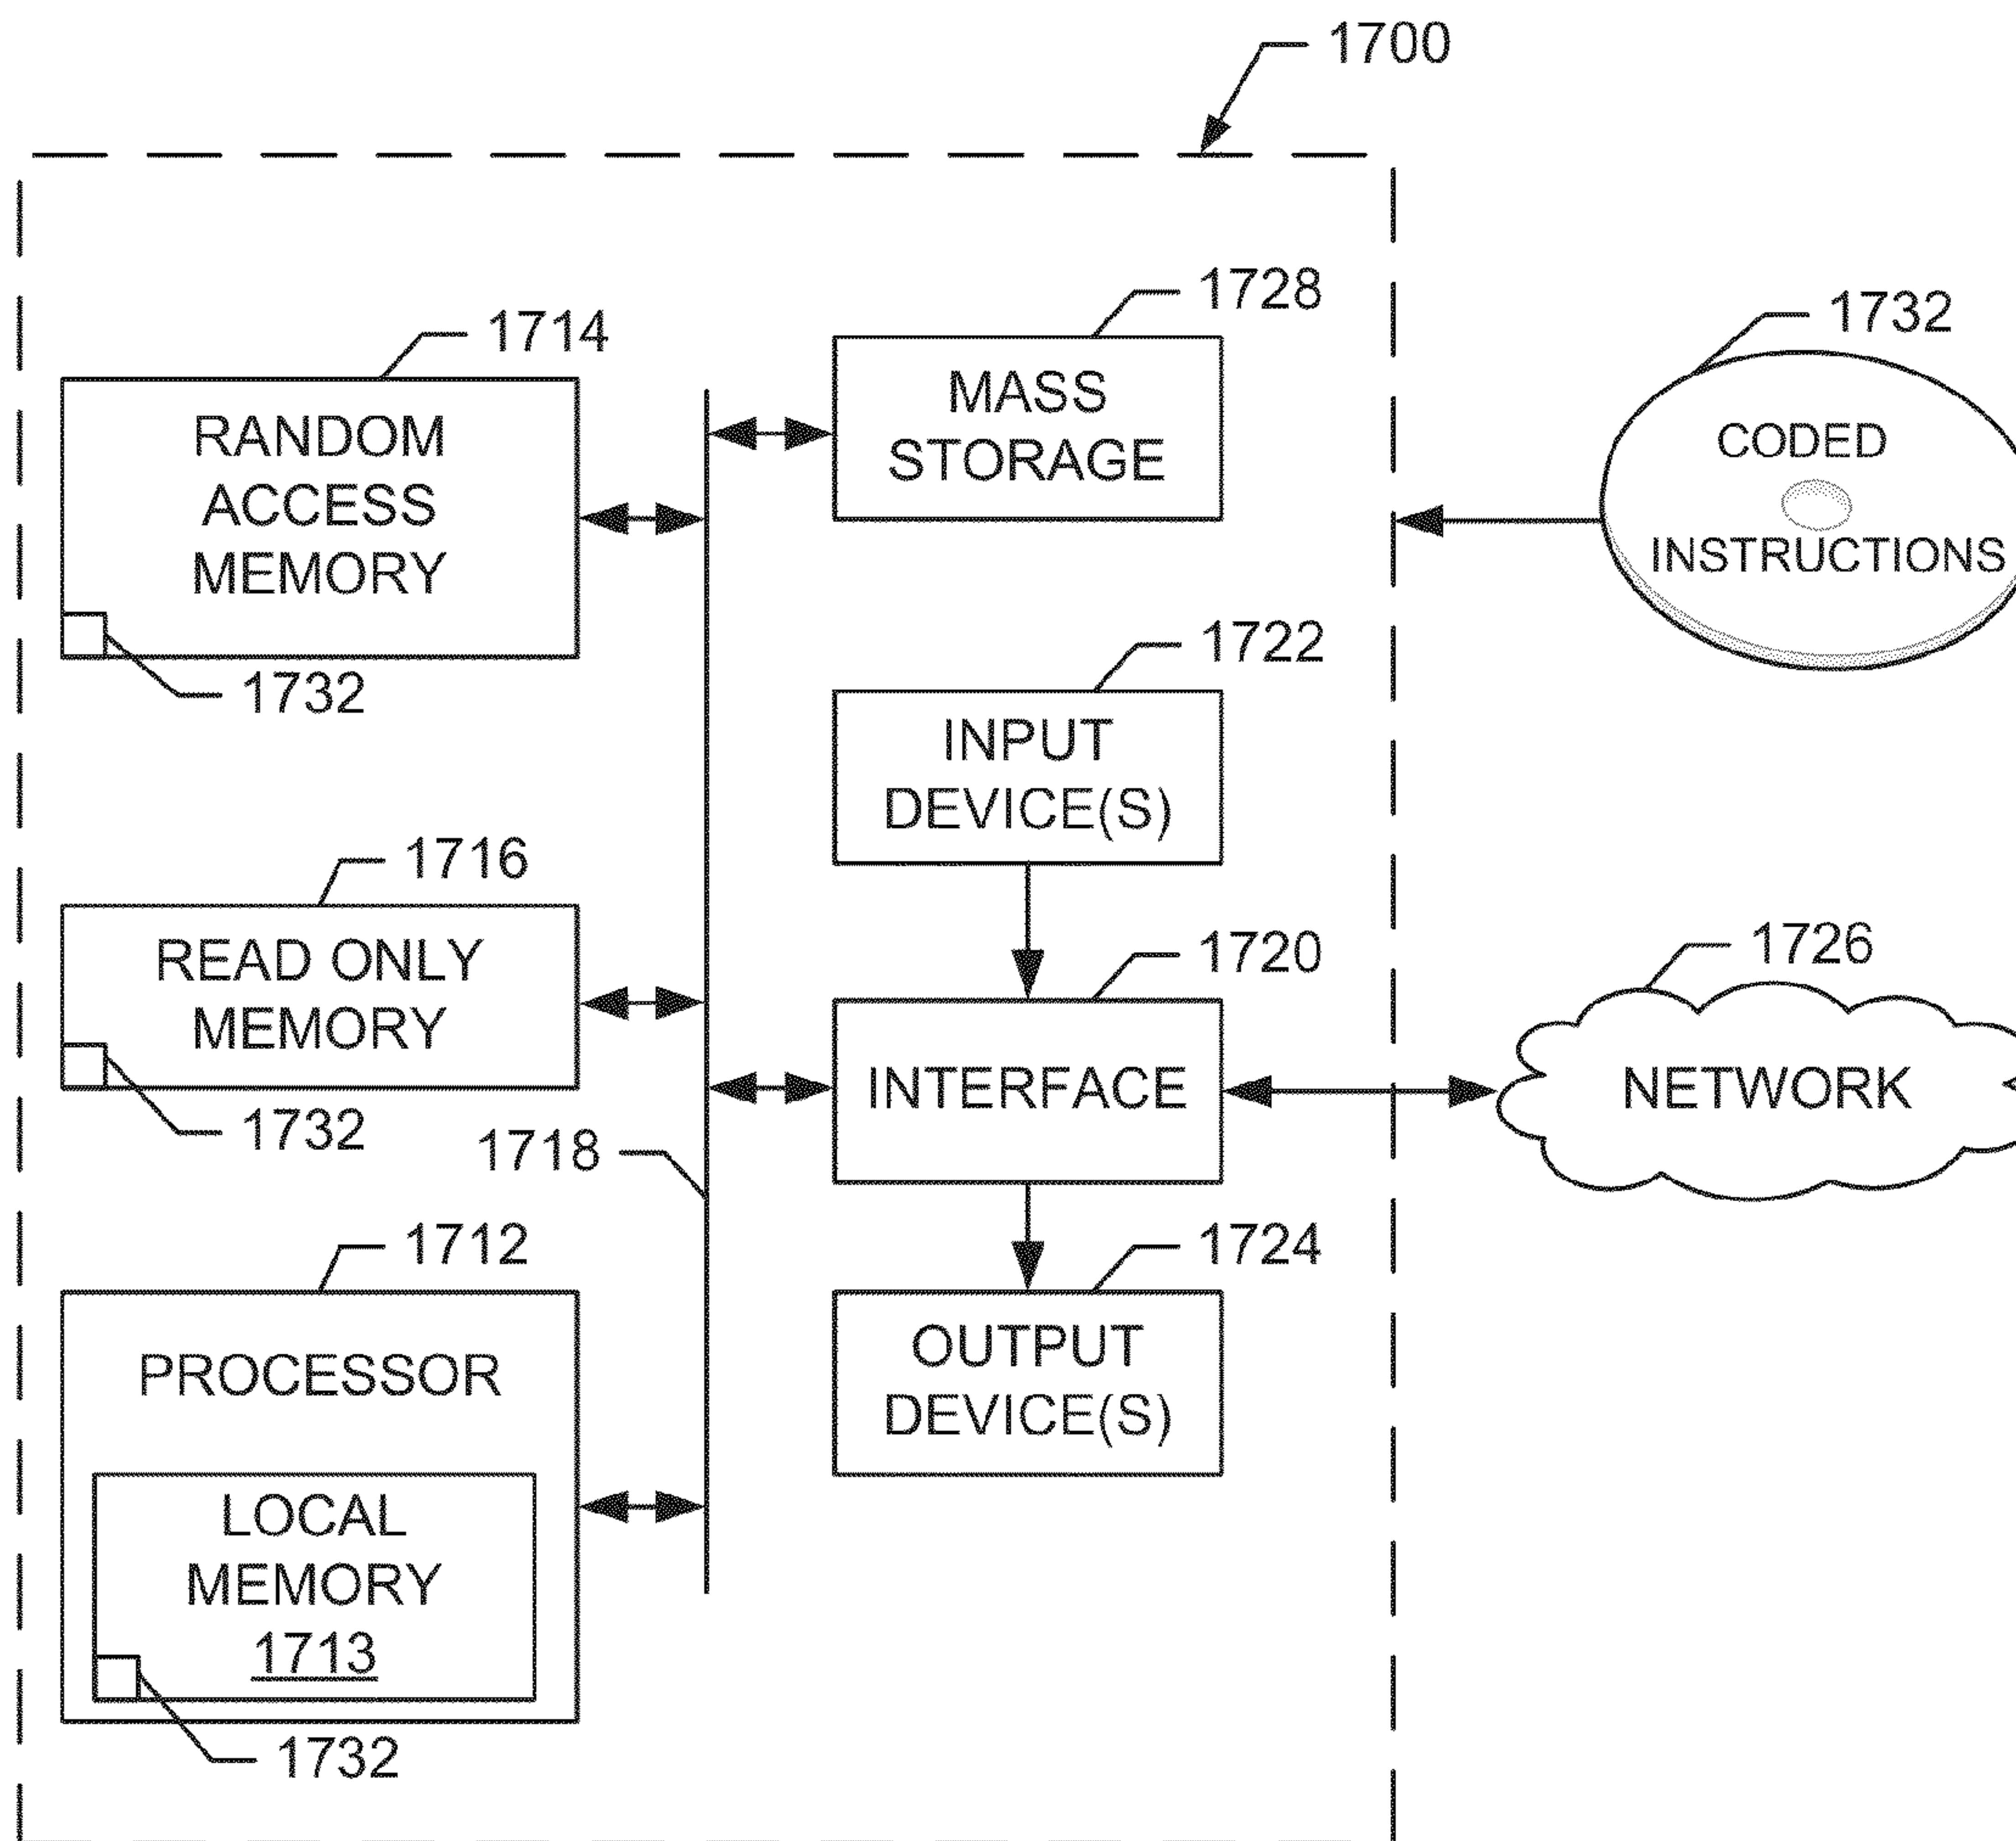 1700
1728
1714
1732
MASS
STORAGE
RANDOM
ACCESS
MEMORY
CODED
INSTRUCTIONS
1732
1722
INPUT
DEVICE(S)
1716
READ ONLY
MEMORY
1720
1726
INTERFACE
NETWORK
1732
1718
1712
1724
PROCESSOR
OUTPUT
DEVICE(S)
LOCAL
MEMORY
1713
1732